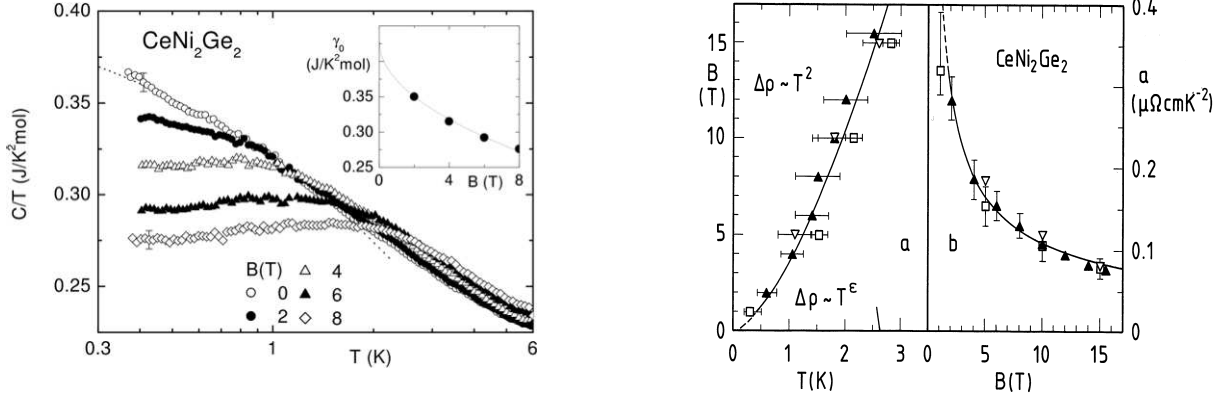 CeNi₂Ge₂
C/T (J/K²mol)
0.40
0.35
0.30
0.25
0.3
1
6
T (K)
γ₀
(J/K²mol)
0.35
0.30
0.25
0
4
8
B (T)
B(T)
0
2
4
6
8
B
(T)
15
10
5
0
Δρ ~ T²
Δρ ~ Tᵋ
a
0
1
2
3
T(K)
CeNi₂Ge₂
b
0
5
10
15
B(T)
0.4
a
(μΩcmK⁻²)
0.2
0.1
0